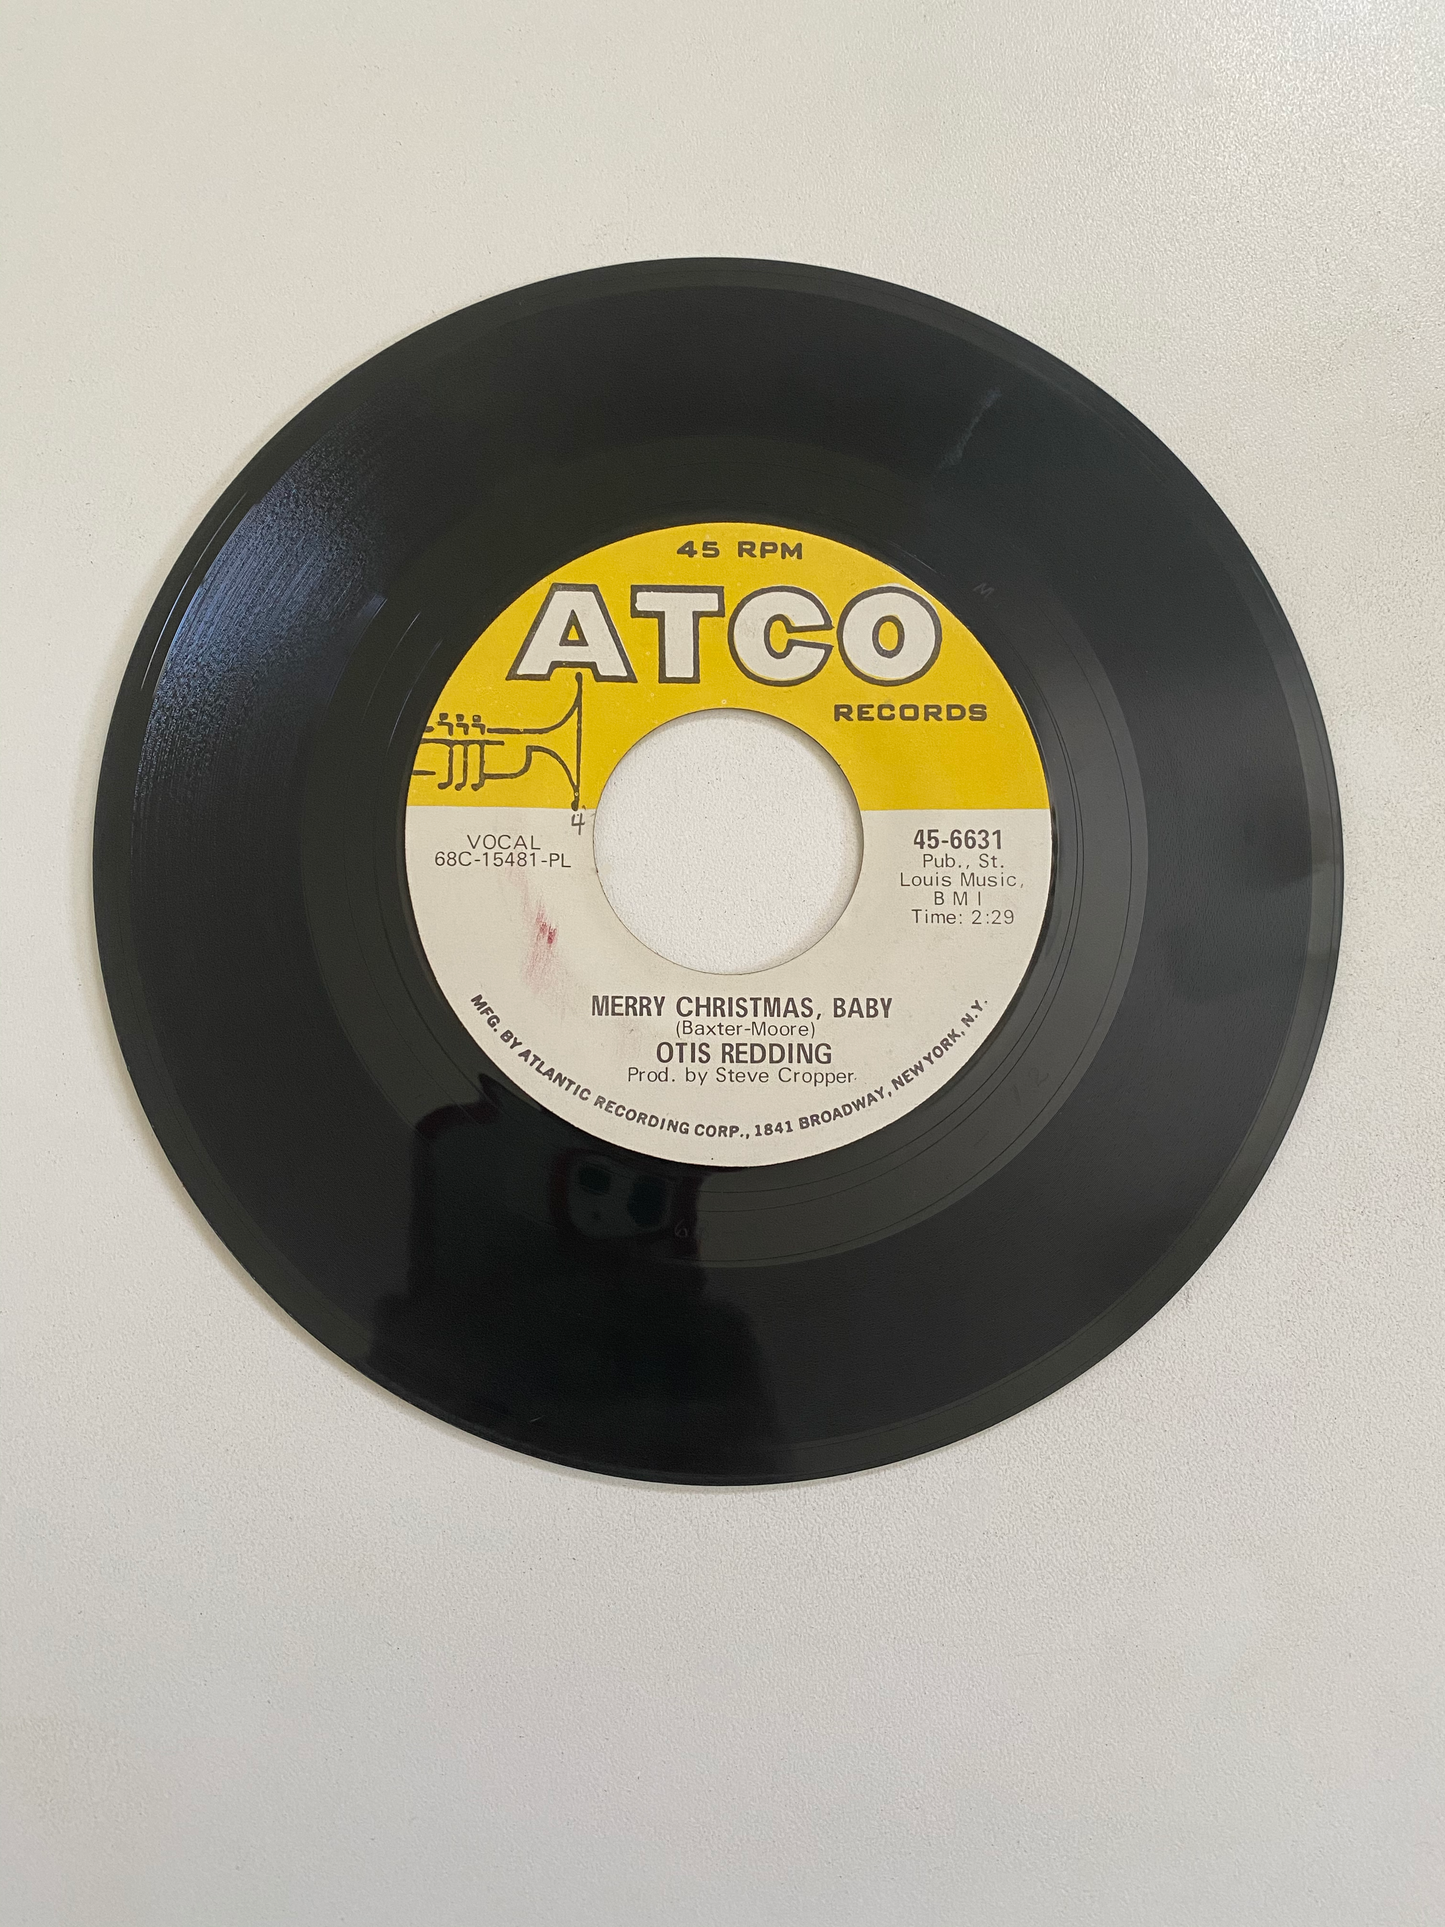 45 RPM
ATCO
RECORDS
4
VOCAL
68C-15481-PL
45-6631
Pub., St.
Louis Music,
B M I
Time: 2:29
MERRY CHRISTMAS, BABY
(Baxter-Moore)
OTIS REDDING
Prod. by Steve Cropper
MFG. BY ATLANTIC RECORDING CORP., 1841 BROADWAY, NEW YORK, N.Y.